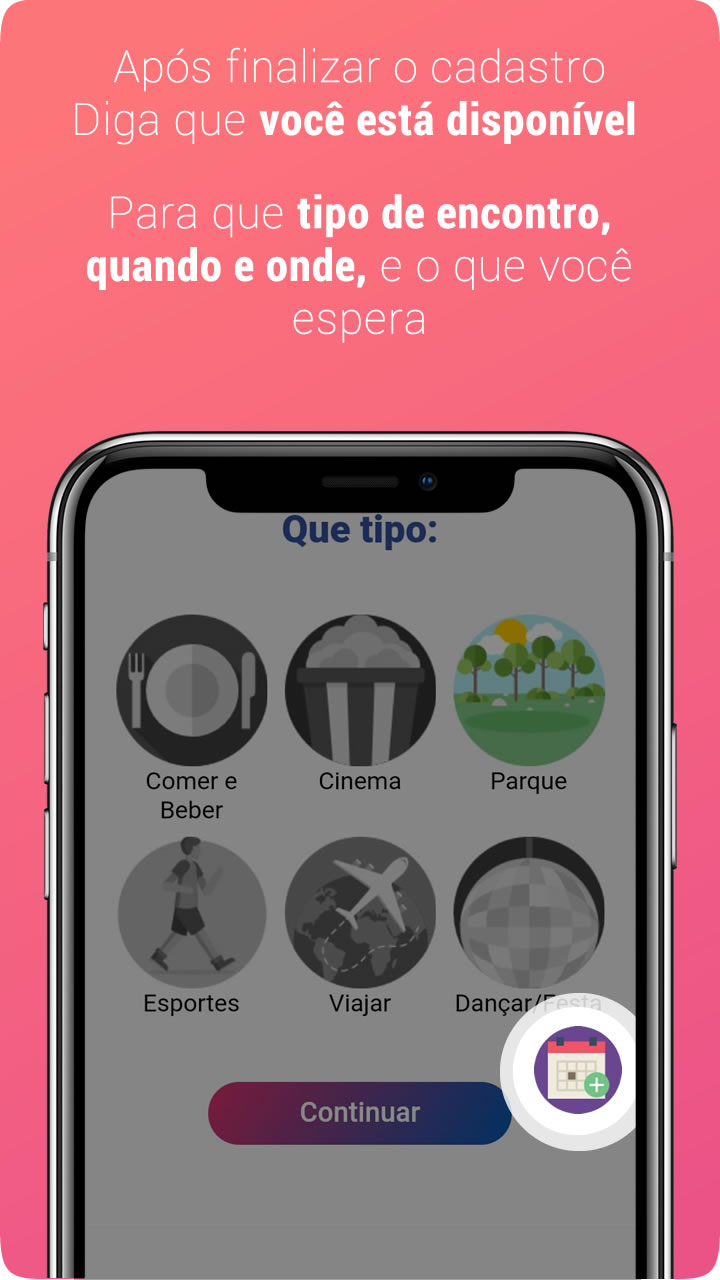 Após finalizar o cadastro
Diga que você está disponível
Para que tipo de encontro,
quando e onde, e o que você
espera
Que tipo:
Comer e
Beber
Cinema
Parque
Esportes
Viajar
Dançar/Festa
Continuar